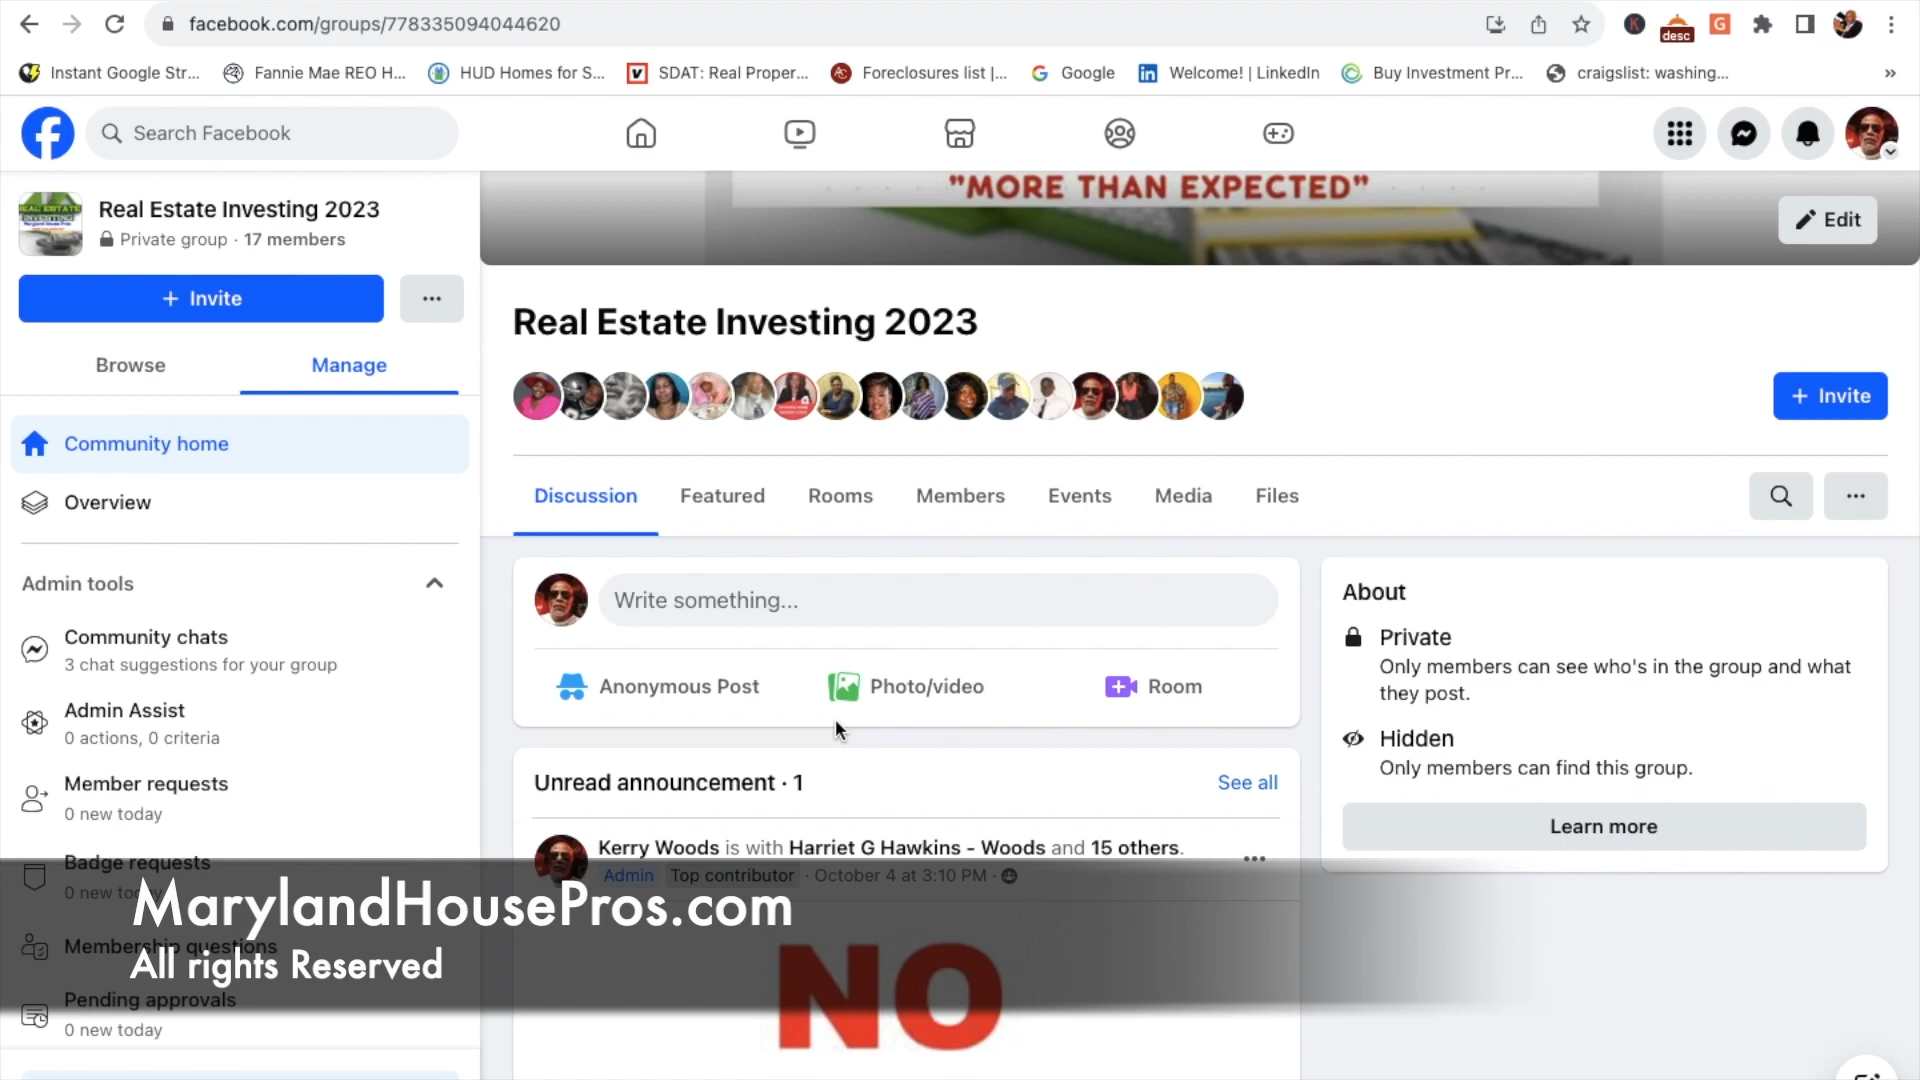 facebook.com/groups/778335094044620
desc
Instant Google Str...
Fannie Mae REO H...
HUD Homes for S...
SDAT: Real Proper...
Foreclosures list |...
Google
Welcome! | LinkedIn
Buy Investment Pr...
craigslist: washing...
Search Facebook
Real Estate Investing 2023
Private group · 17 members
+ Invite
Browse
Manage
Community home
Overview
Admin tools
Community chats
3 chat suggestions for your group
Admin Assist
0 actions, 0 criteria
Member requests
0 new today
Badge requests
0 new today
Membership questions
Pending approvals
0 new today
"MORE THAN EXPECTED"
Edit
Real Estate Investing 2023
+ Invite
Discussion
Featured
Rooms
Members
Events
Media
Files
Write something...
Anonymous Post
Photo/video
Room
Unread announcement · 1
See all
Kerry Woods is with Harriet G Hawkins - Woods and 15 others.
Admin Top contributor · October 4 at 3:10 PM ·
NO
About
Private
Only members can see who's in the group and what
they post.
Hidden
Only members can find this group.
Learn more
MarylandHousePros.com
All rights Reserved